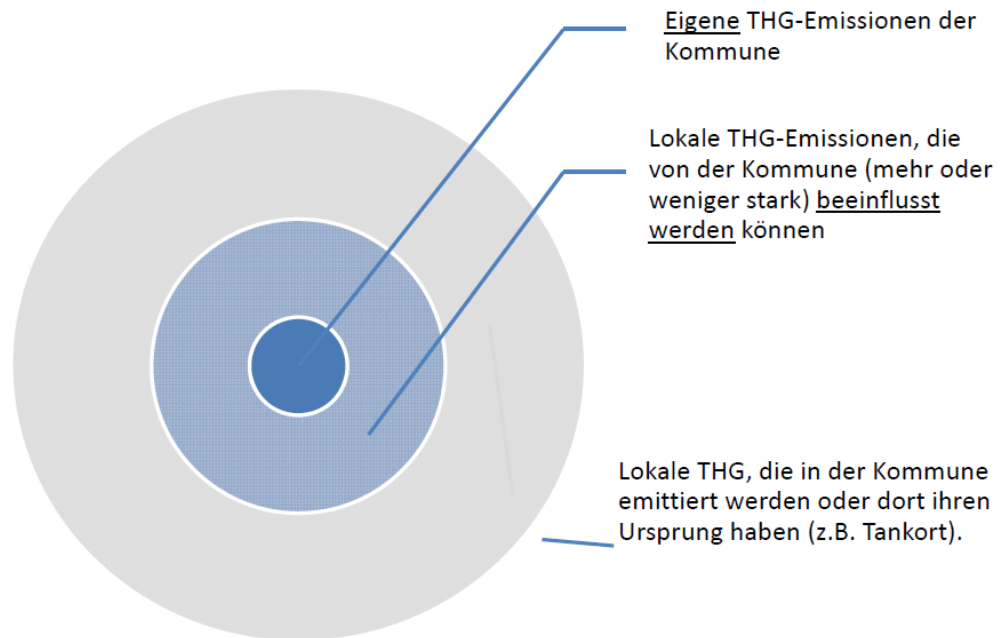 Eigene THG-Emissionen der
Kommune
Lokale THG-Emissionen, die
von der Kommune (mehr oder
weniger stark) beeinflusst
werden können
Lokale THG, die in der Kommune
emittiert werden oder dort ihren
Ursprung haben (z.B. Tankort).